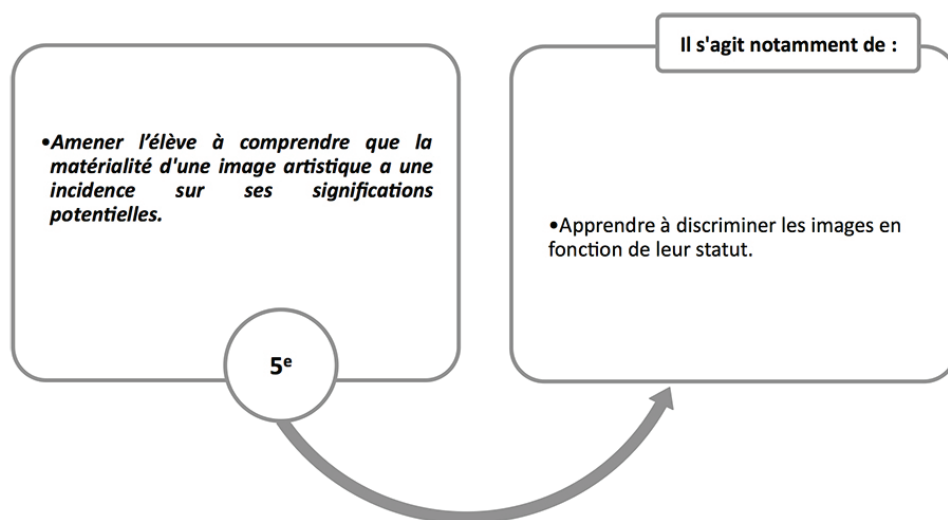 •Amener l’élève à comprendre que la
matérialité d'une image artistique a une
incidence sur ses significations
potentielles.
5e
Il s'agit notamment de :
•Apprendre à discriminer les images en
fonction de leur statut.